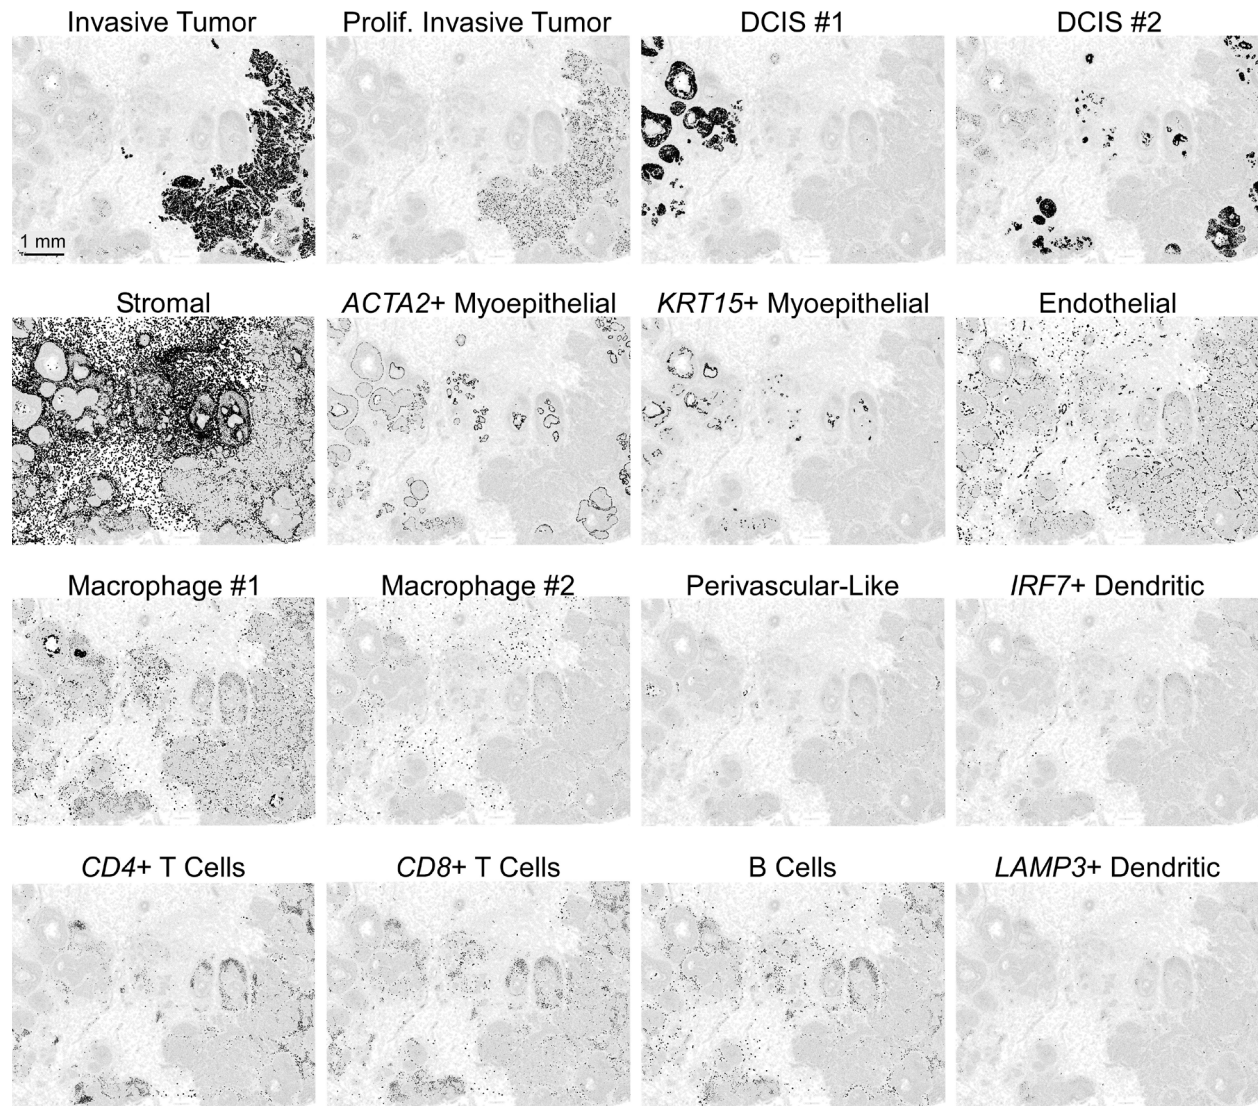 Invasive Tumor Prolif. Invasive Tumor DCIS #1 DCIS #2
1 mm
Stromal ACTA2+ Myoepithelial KRT15+ Myoepithelial Endothelial
Macrophage #1 Macrophage #2 Perivascular-Like IRF7+ Dendritic
CD4+ T Cells CD8+ T Cells B Cells LAMP3+ Dendritic